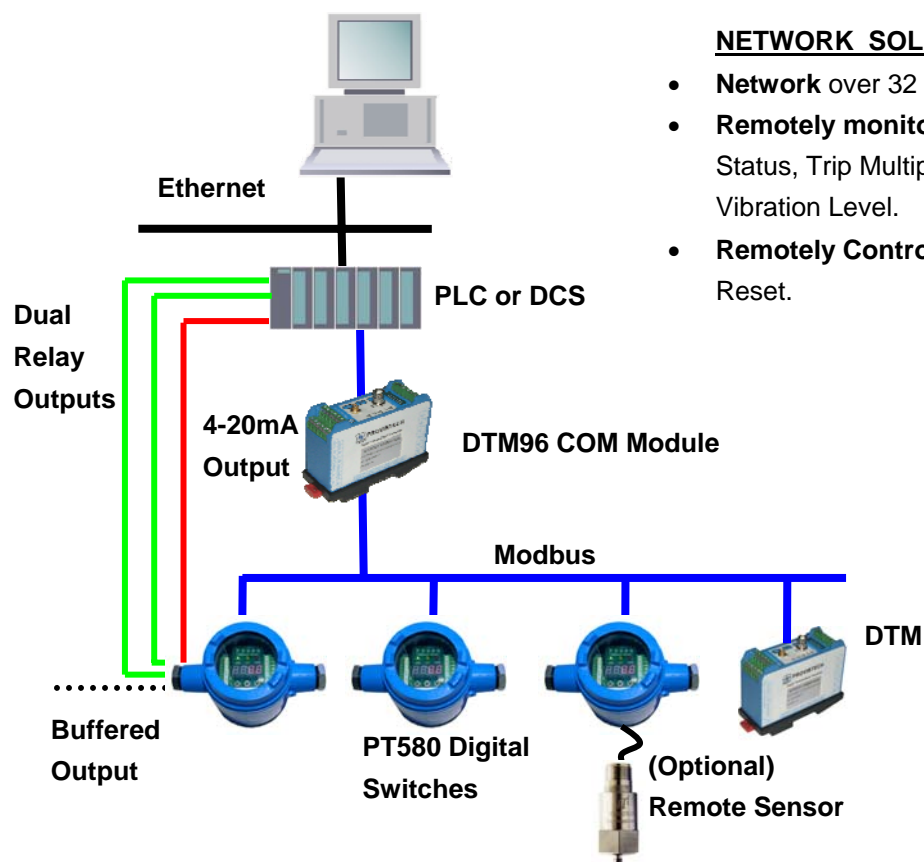 NETWORK SOL
• Network over 32
• Remotely monito
Status, Trip Multip
Vibration Level.
• Remotely Contro
Reset.
Ethernet
PLC or DCS
Dual
Relay
Outputs
4-20mA
Output
DTM96 COM Module
PROVIBTECH
Modbus
DTM
PROVIBTECH
Buffered
Output
PT580 Digital
Switches
(Optional)
Remote Sensor